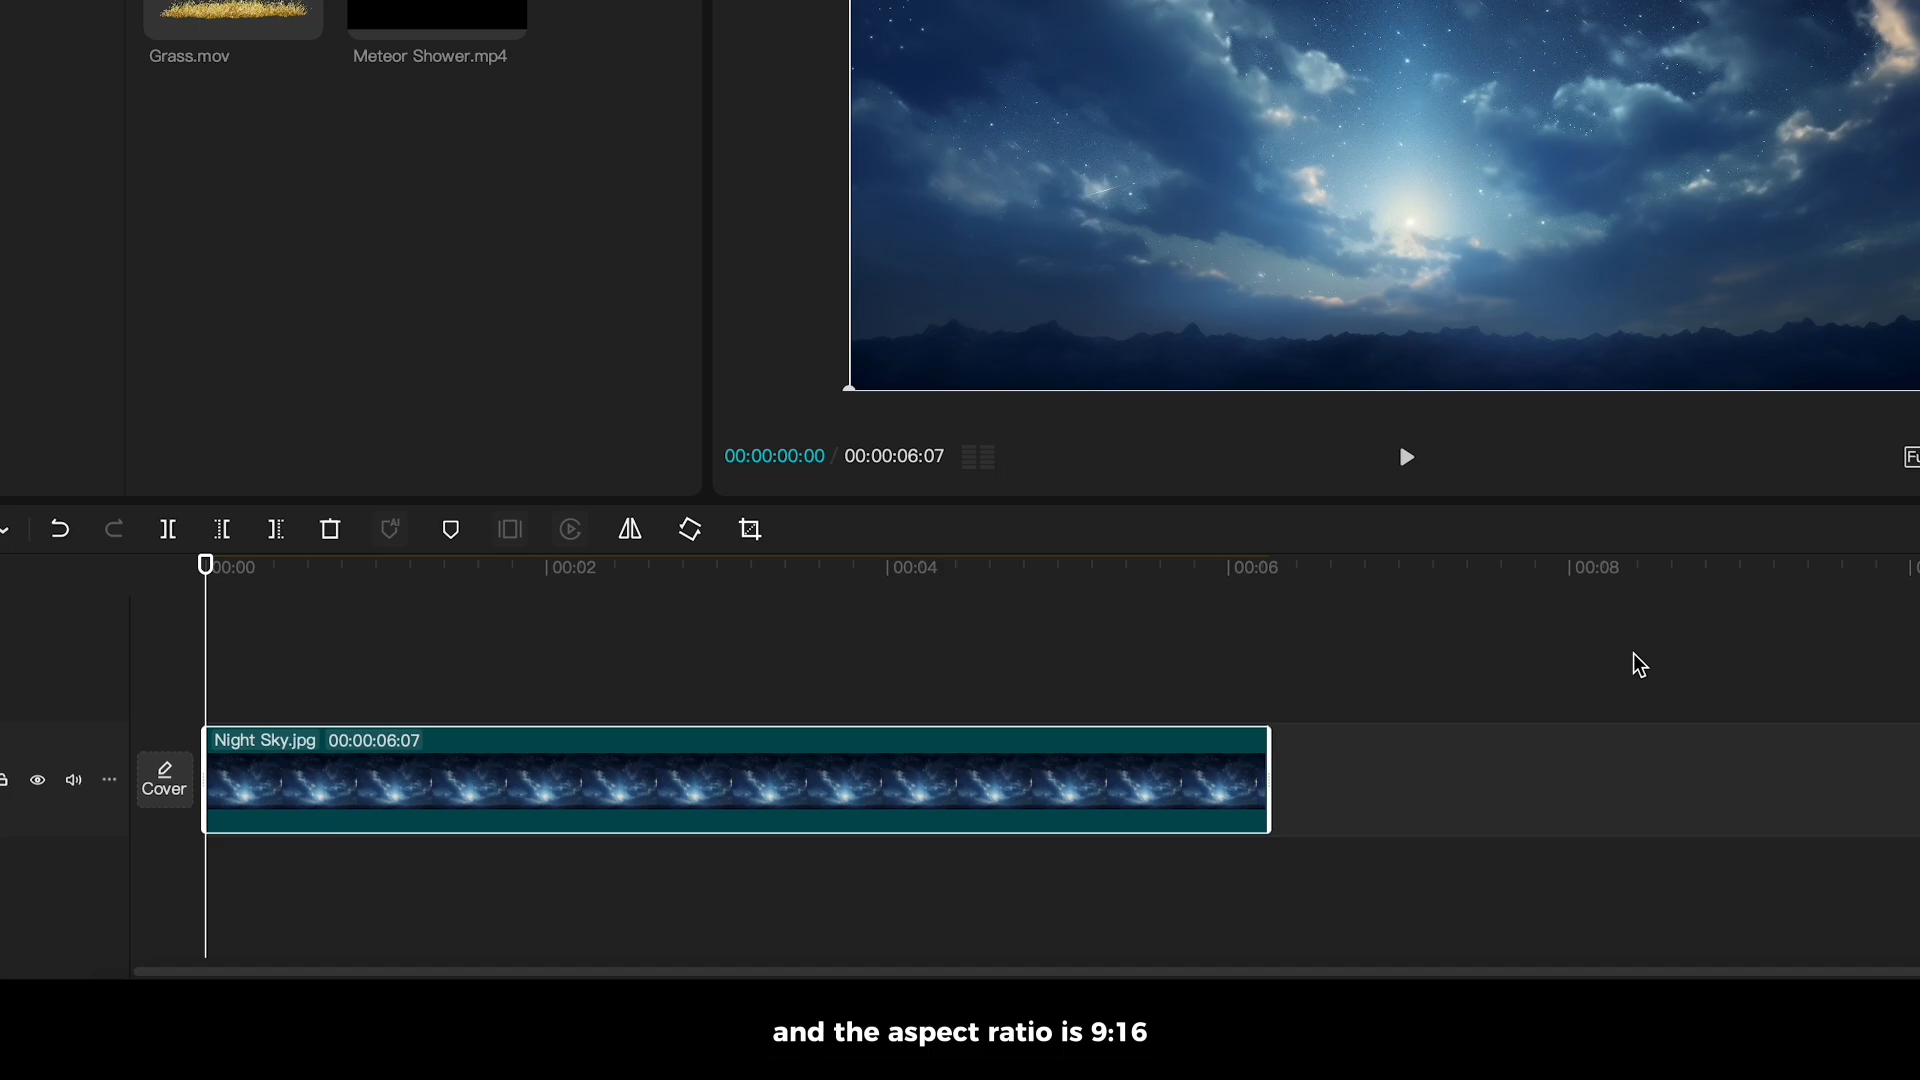 Grass.mov
Meteor Shower.mp4
00:00:00:00 / 00:00:06:07
AI
00:00
00:02
00:04
00:06
00:08
Night Sky.jpg 00:00:06:07
Cover
and the aspect ratio is 9:16